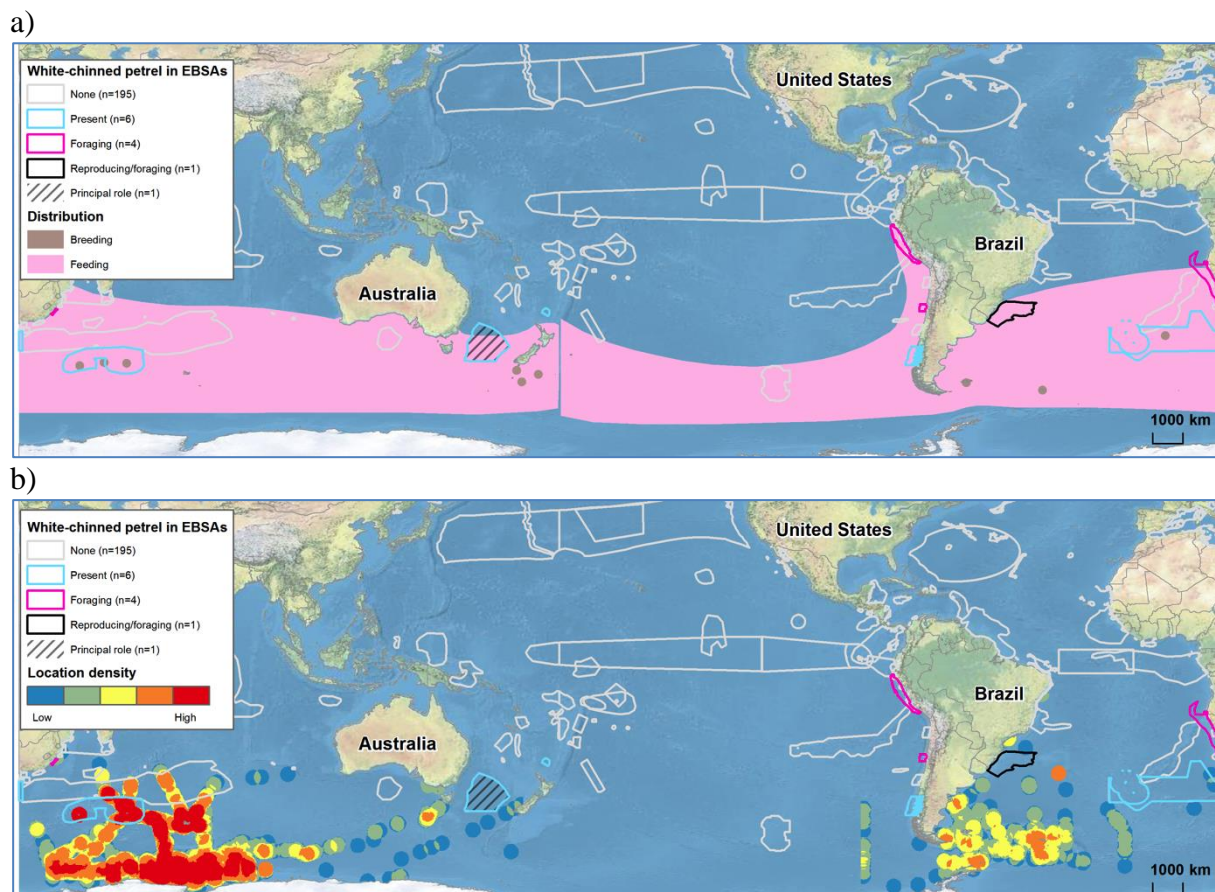 a)
White-chinned petrel in EBSAs
None (n=195)
Present (n=6)
Foraging (n=4)
Reproducing/foraging (n=1)
Principal role (n=1)
Distribution
Breeding
Feeding
United States
Brazil
Australia
1000 km
b)
White-chinned petrel in EBSAs
None (n=195)
Present (n=6)
Foraging (n=4)
Reproducing/foraging (n=1)
Principal role (n=1)
Location density
Low High
United States
Brazil
Australia
1000 km